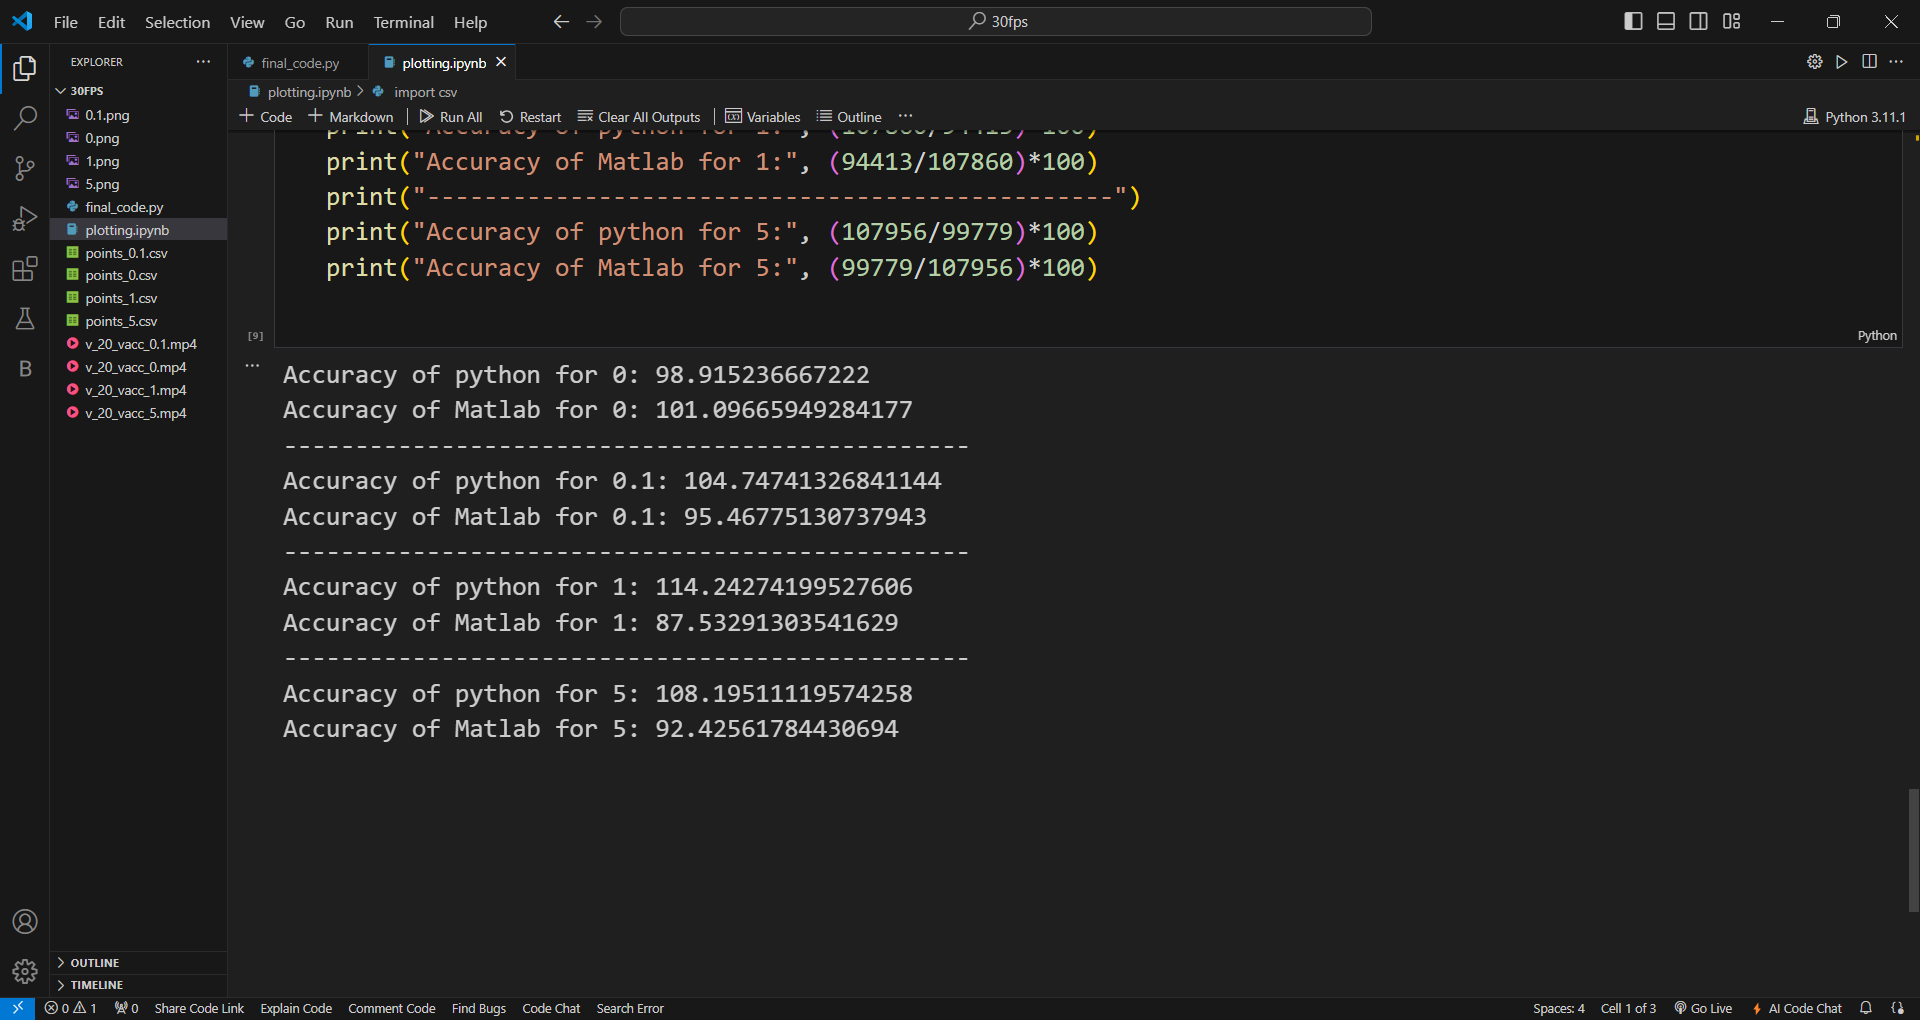 File Edit Selection View Go Run Terminal Help 30fps
EXPLORER
final_code.py plotting.ipynb
30FPS
plotting.ipynb > import csv
Code Markdown Run All Restart Clear All Outputs Variables Outline Python 3.11.1
0.1.png
0.png
1.png
5.png
final_code.py
plotting.ipynb
points_0.1.csv
points_0.csv
points_1.csv
points_5.csv
v_20_vacc_0.1.mp4
v_20_vacc_0.mp4
v_20_vacc_1.mp4
v_20_vacc_5.mp4
print("Accuracy of python for 1:", (107860/94413)*100)
print("Accuracy of Matlab for 1:", (94413/107860)*100)
print("------------------------------------------------")
print("Accuracy of python for 5:", (107956/99779)*100)
print("Accuracy of Matlab for 5:", (99779/107956)*100)
[9]
Python
Accuracy of python for 0: 98.915236667222
Accuracy of Matlab for 0: 101.09665949284177
------------------------------------------------
Accuracy of python for 0.1: 104.74741326841144
Accuracy of Matlab for 0.1: 95.46775130737943
------------------------------------------------
Accuracy of python for 1: 114.24274199527606
Accuracy of Matlab for 1: 87.53291303541629
------------------------------------------------
Accuracy of python for 5: 108.19511119574258
Accuracy of Matlab for 5: 92.42561784430694
B
OUTLINE
TIMELINE
0 1 0 Share Code Link Explain Code Comment Code Find Bugs Code Chat Search Error Spaces: 4 Cell 1 of 3 Go Live AI Code Chat